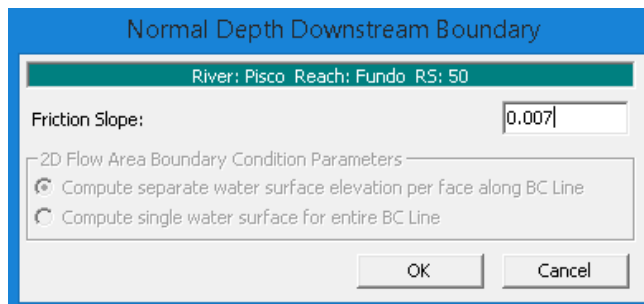 Normal Depth Downstream Boundary
River: Pisco Reach: Fundo RS: 50
Friction Slope: 0.007
2D Flow Area Boundary Condition Parameters
Compute separate water surface elevation per face along BC Line
Compute single water surface for entire BC Line
OK Cancel